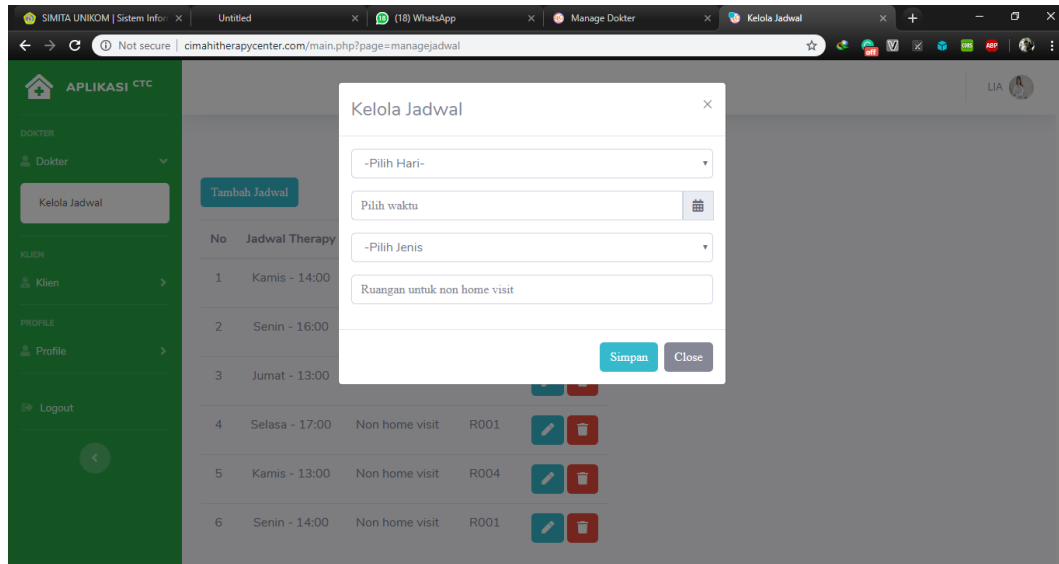 SIMITA UNIKOM | Sistem Infor
Untitled
(18) WhatsApp
Manage Dokter
Kelola Jadwal
Not secure | cimahitherapycenter.com/main.php?page=managejadwal
off
CORS
ABP
APLIKASI CTC
LIA
DOKTER
Dokter
Kelola Jadwal
KLIEN
Klien
PROFILE
Profile
Logout
Kelola Jadwal
-Pilih Hari-
Pilih waktu
-Pilih Jenis
Ruangan untuk non home visit
Simpan Close
Tambah Jadwal
No Jadwal Therapy
1 Kamis - 14:00
2 Senin - 16:00
3 Jumat - 13:00
4 Selasa - 17:00 Non home visit R001
5 Kamis - 13:00 Non home visit R004
6 Senin - 14:00 Non home visit R001